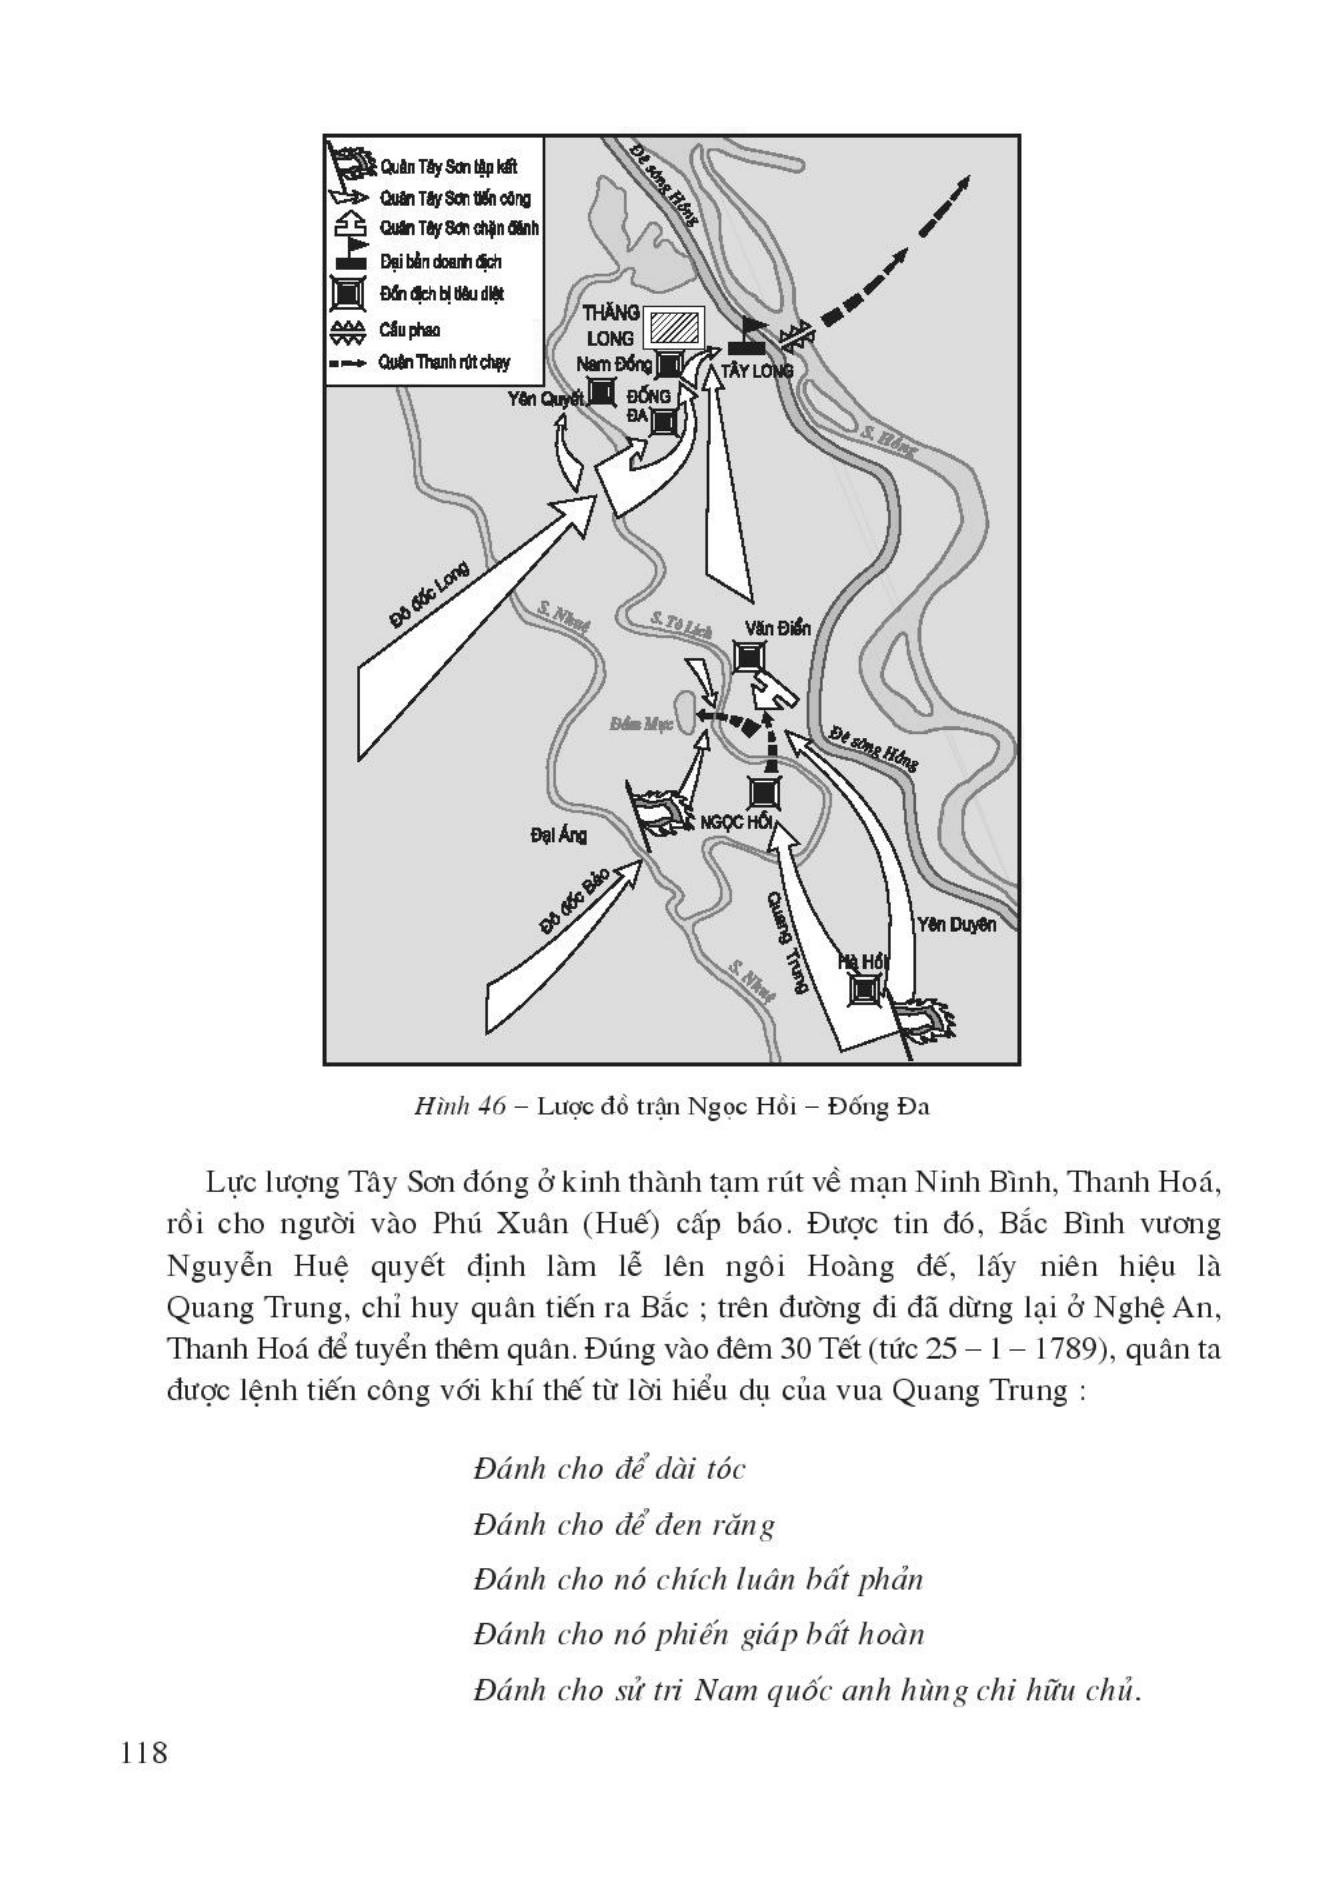 Quân Tây Sơn tập kết
Quân Tây Sơn tiến công
Quân Tây Sơn chặn đánh
Đại bản doanh địch
Đồn địch bị tiêu diệt
Cầu phao
Quân Thanh rút chạy
Đê sông Hồng
THĂNG
LONG
Nam Đồng
TÂY LONG
Yên Quyết
ĐỐNG
ĐA
S. Hồng
Đô đốc Long
S. Nhuệ
S. Tô Lịch
Văn Điển
Đầm Mực
Đê sông Hồng
NGỌC HỒI
Đại Áng
Đô đốc Bảo
Quang Trung
Yên Duyên
Hà Hồi
S. Nhuệ
Hình 46 – Lược đồ trận Ngọc Hồi – Đống Đa
Lực lượng Tây Sơn đóng ở kinh thành tạm rút về mạn Ninh Bình, Thanh Hoá,
rồi cho người vào Phú Xuân (Huế) cấp báo. Được tin đó, Bắc Bình vương
Nguyễn Huệ quyết định làm lễ lên ngôi Hoàng đế, lấy niên hiệu là
Quang Trung, chỉ huy quân tiến ra Bắc ; trên đường đi đã dừng lại ở Nghệ An,
Thanh Hoá để tuyển thêm quân. Đúng vào đêm 30 Tết (tức 25 – 1 – 1789), quân ta
được lệnh tiến công với khí thế từ lời hiểu dụ của vua Quang Trung :
Đánh cho để dài tóc
Đánh cho để đen răng
Đánh cho nó chích luân bất phản
Đánh cho nó phiến giáp bất hoàn
Đánh cho sử tri Nam quốc anh hùng chi hữu chủ.
118